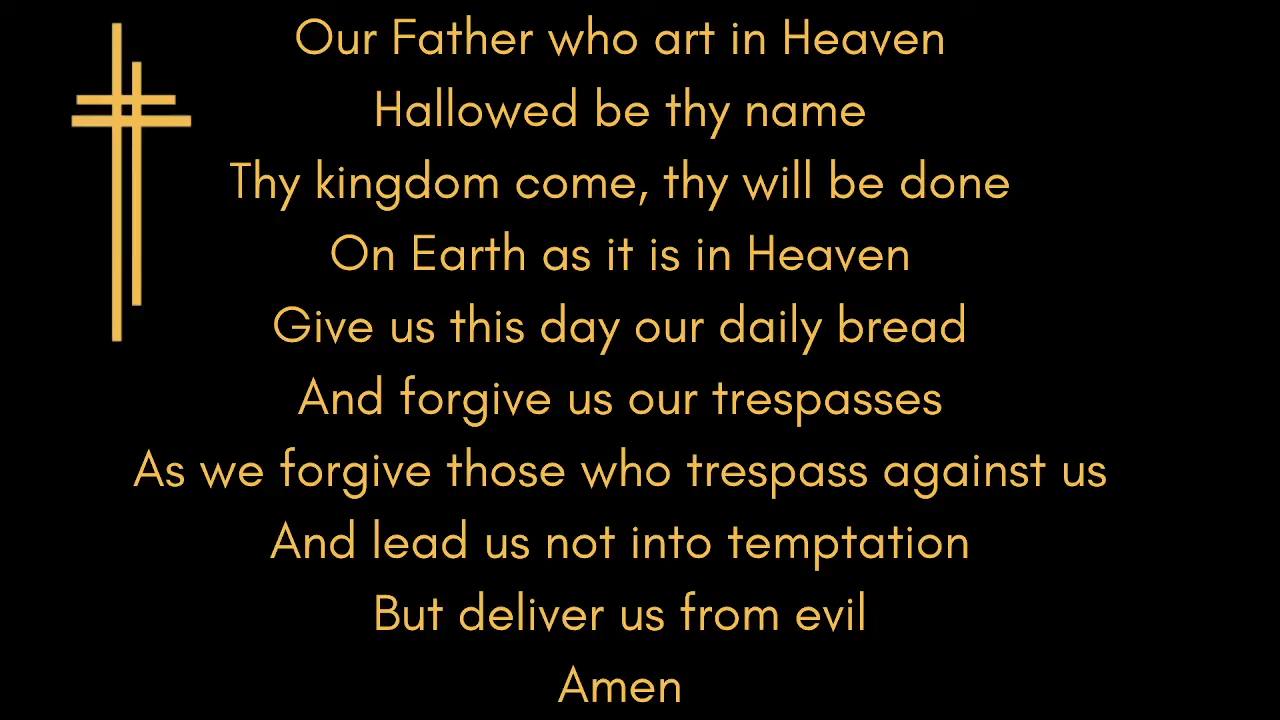 Our Father who art in Heaven
Hallowed be thy name
Thy kingdom come, thy will be done
On Earth as it is in Heaven
Give us this day our daily bread
And forgive us our trespasses
As we forgive those who trespass against us
And lead us not into temptation
But deliver us from evil
Amen